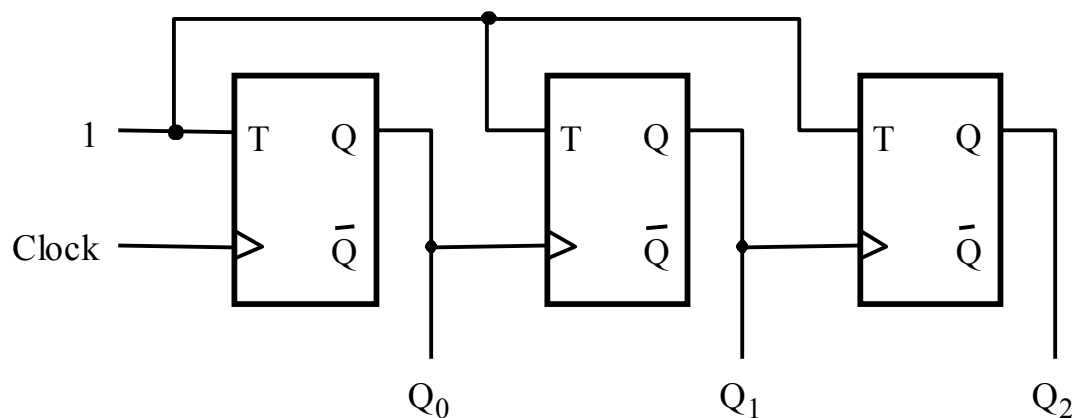 1 T Q T Q T Q
Clock Q̅ Q̅ Q̅
Q₀ Q₁ Q₂